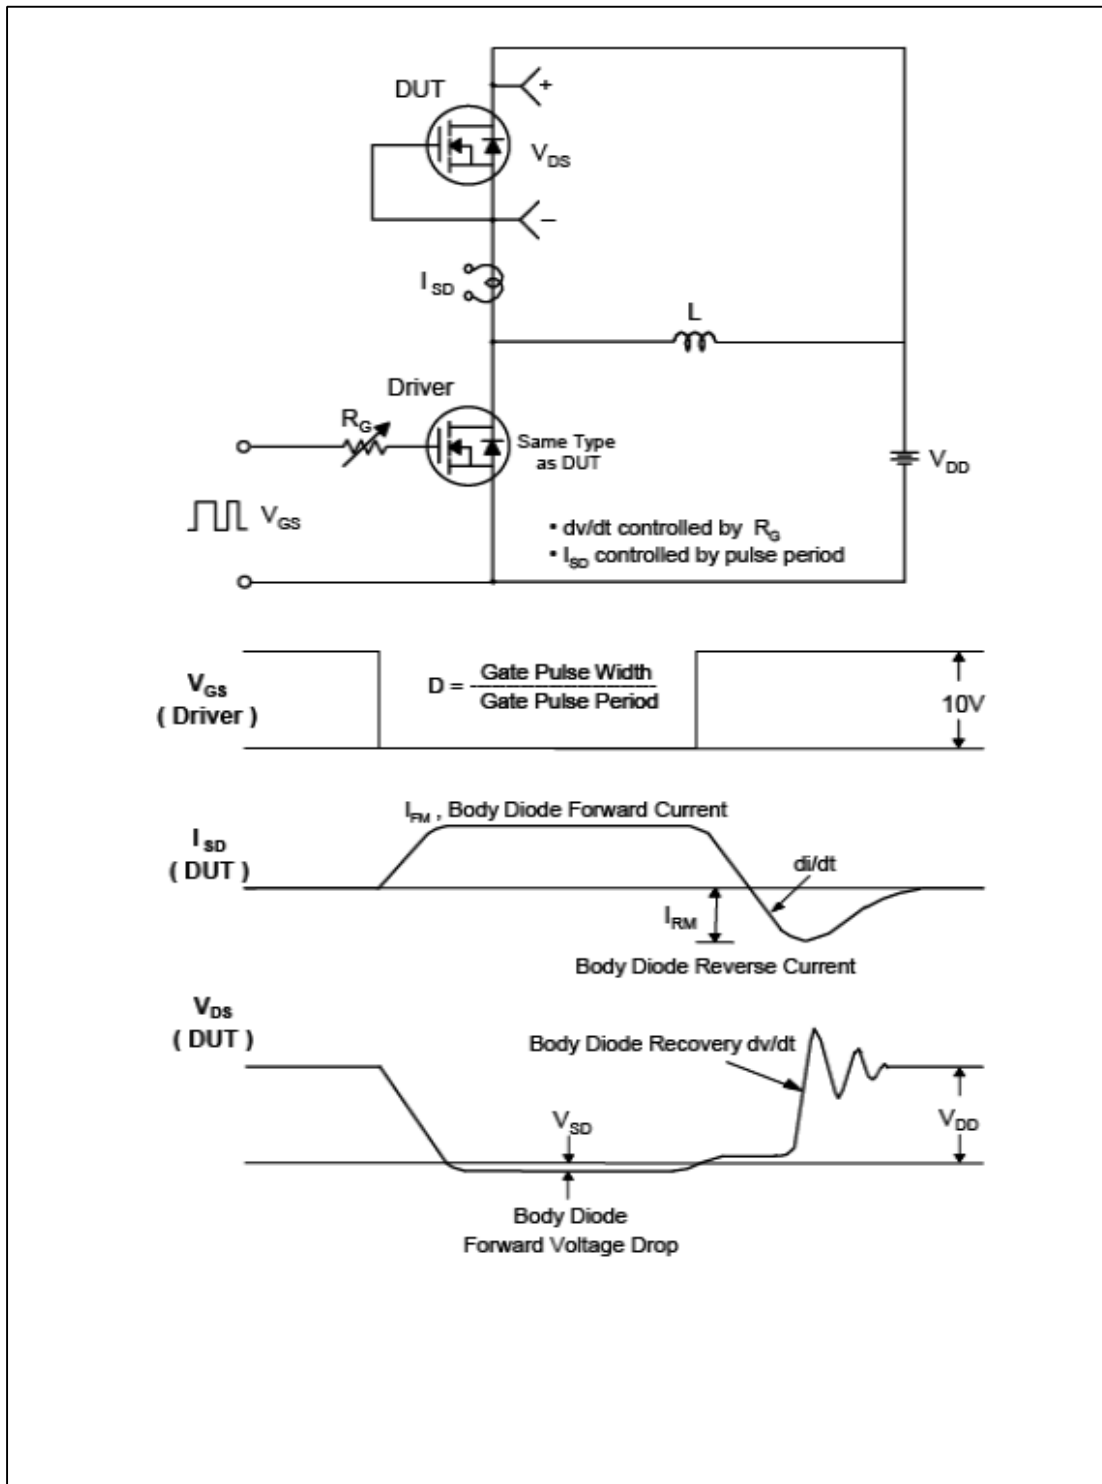 DUT
+
V_DS
–
I_SD
L
Driver
R_G
Same Type
as DUT
V_DD
V_GS
• dv/dt controlled by R_G
• I_SD controlled by pulse period
V_GS
( Driver )
D = Gate Pulse Width
Gate Pulse Period
10V
I_FM , Body Diode Forward Current
I_SD
( DUT )
di/dt
I_RM
Body Diode Reverse Current
V_DS
( DUT )
Body Diode Recovery dv/dt
V_SD
V_DD
Body Diode
Forward Voltage Drop